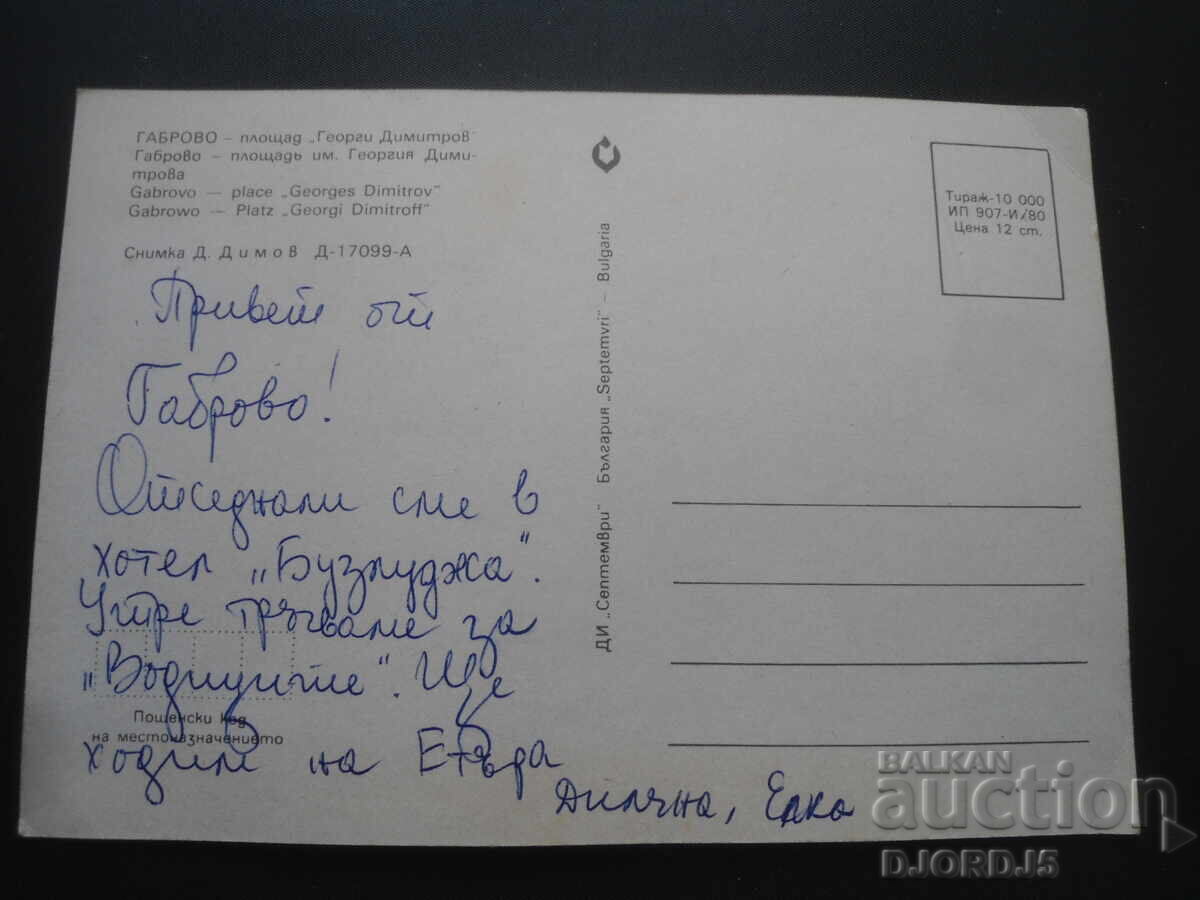 ГАБРОВО — площад „Георги Димитров"
Габрово — площадь им. Георгия Дими-
трова
Gabrovo — place „Georges Dimitrov"
Gabrowo — Platz „Georgi Dimitroff"
Снимка Д. Димов Д-17099-А
Привет от
Габрово!
Отседнали сме в
хотел „Бузлуджа".
Утре тръгваме за
„Водиците". Ще
ходим на Етъра
Диляна, Елка
Пощенски код
на местоназначението
ДИ „Септември" България „Septemvri" — Bulgaria
Тираж-10 000
ИП 907-И/80
Цена 12 ст.
BALKAN
auction
DJORDJ5